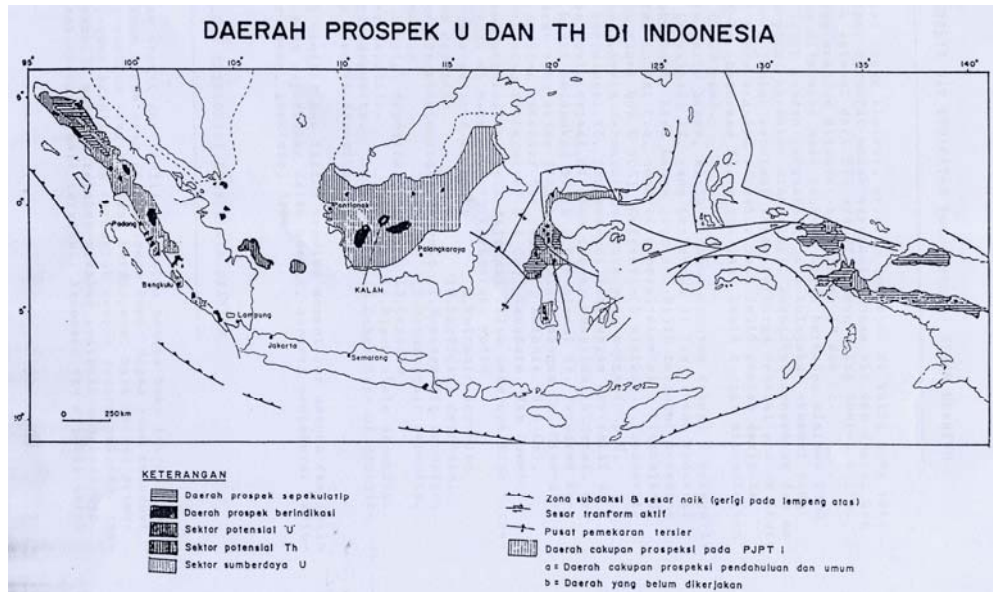 DAERAH PROSPEK U DAN TH DI INDONESIA
95° 100° 105° 110° 115° 120° 125° 130° 135° 140°
5°
0°
5°
10°
Pontianak
Padang
Palangkaraya
Bengkulu
KALAN
Lampung
Jakarta
Semarang
0 250km
KETERANGAN
Daerah prospek sepekulatip
Daerah prospek berindikasi
Sektor potensial U
Sektor potensial Th
Sektor sumberdaya U
Zona subdaksi & sesar naik (gerigi pada lempeng atas)
Sesar tranform aktif
Pusat pemekaran tersier
Daerah cakupan prospeksi pada PJPT I
a = Daerah cakupan prospeksi pendahuluan dan umum
b = Daerah yang belum dikerjakan